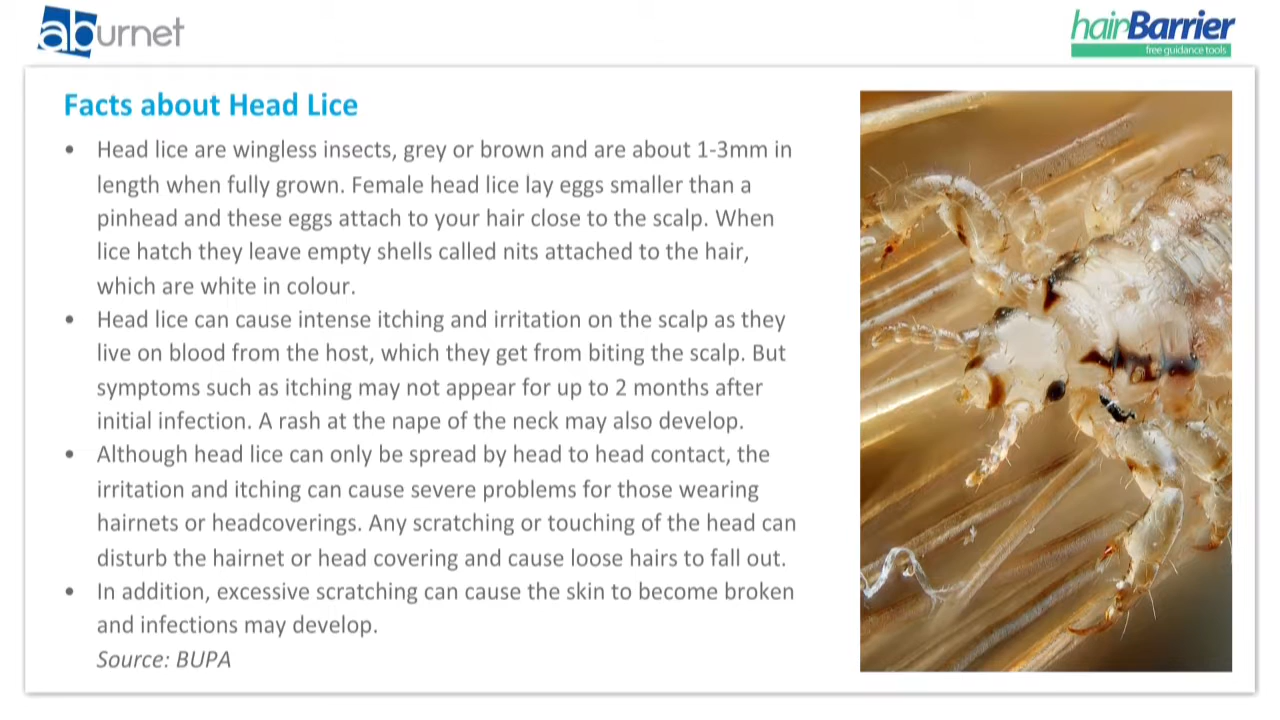 aburnet
hairBarrier
free guidance tools
Facts about Head Lice
• Head lice are wingless insects, grey or brown and are about 1-3mm in
length when fully grown. Female head lice lay eggs smaller than a
pinhead and these eggs attach to your hair close to the scalp. When
lice hatch they leave empty shells called nits attached to the hair,
which are white in colour.
• Head lice can cause intense itching and irritation on the scalp as they
live on blood from the host, which they get from biting the scalp. But
symptoms such as itching may not appear for up to 2 months after
initial infection. A rash at the nape of the neck may also develop.
• Although head lice can only be spread by head to head contact, the
irritation and itching can cause severe problems for those wearing
hairnets or headcoverings. Any scratching or touching of the head can
disturb the hairnet or head covering and cause loose hairs to fall out.
• In addition, excessive scratching can cause the skin to become broken
and infections may develop.
Source: BUPA